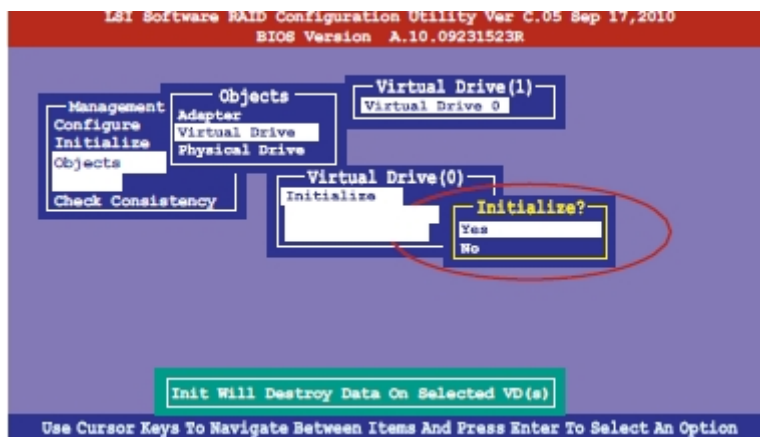 LSI Software RAID Configuration Utility Ver C.05 Sep 17,2010
BIOS Version A.10.09231523R
Management
Configure
Initialize
Objects
Check Consistency
Objects
Adapter
Virtual Drive
Physical Drive
Virtual Drive(1)
Virtual Drive 0
Virtual Drive(0)
Initialize
Initialize?
Yes
No
Init Will Destroy Data On Selected VD(s)
Use Cursor Keys To Navigate Between Items And Press Enter To Select An Option